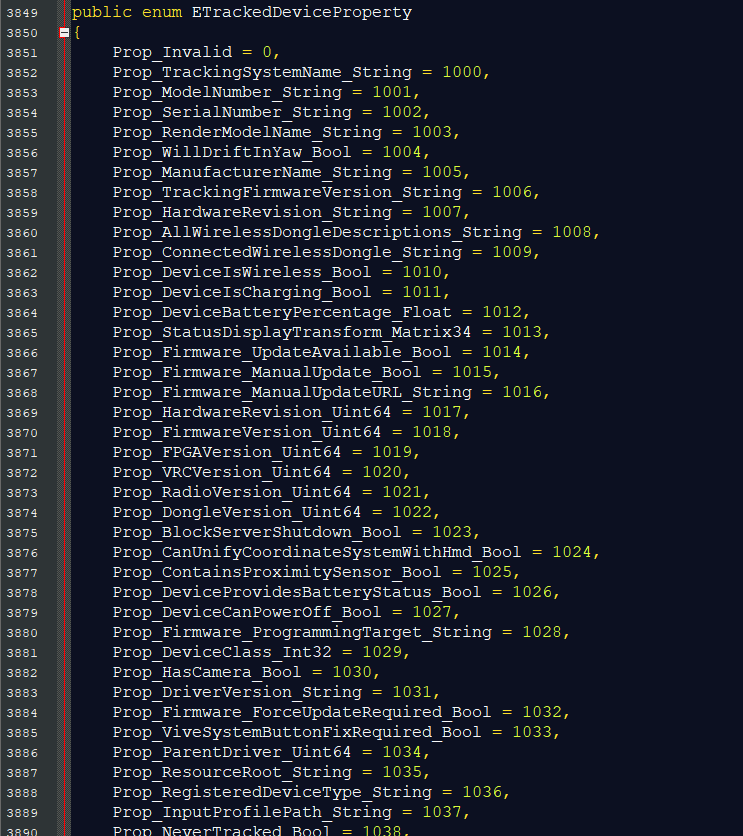 3849 public enum ETrackedDeviceProperty
3850 {
3851 Prop_Invalid = 0,
3852 Prop_TrackingSystemName_String = 1000,
3853 Prop_ModelNumber_String = 1001,
3854 Prop_SerialNumber_String = 1002,
3855 Prop_RenderModelName_String = 1003,
3856 Prop_WillDriftInYaw_Bool = 1004,
3857 Prop_ManufacturerName_String = 1005,
3858 Prop_TrackingFirmwareVersion_String = 1006,
3859 Prop_HardwareRevision_String = 1007,
3860 Prop_AllWirelessDongleDescriptions_String = 1008,
3861 Prop_ConnectedWirelessDongle_String = 1009,
3862 Prop_DeviceIsWireless_Bool = 1010,
3863 Prop_DeviceIsCharging_Bool = 1011,
3864 Prop_DeviceBatteryPercentage_Float = 1012,
3865 Prop_StatusDisplayTransform_Matrix34 = 1013,
3866 Prop_Firmware_UpdateAvailable_Bool = 1014,
3867 Prop_Firmware_ManualUpdate_Bool = 1015,
3868 Prop_Firmware_ManualUpdateURL_String = 1016,
3869 Prop_HardwareRevision_Uint64 = 1017,
3870 Prop_FirmwareVersion_Uint64 = 1018,
3871 Prop_FPGAVersion_Uint64 = 1019,
3872 Prop_VRCVersion_Uint64 = 1020,
3873 Prop_RadioVersion_Uint64 = 1021,
3874 Prop_DongleVersion_Uint64 = 1022,
3875 Prop_BlockServerShutdown_Bool = 1023,
3876 Prop_CanUnifyCoordinateSystemWithHmd_Bool = 1024,
3877 Prop_ContainsProximitySensor_Bool = 1025,
3878 Prop_DeviceProvidesBatteryStatus_Bool = 1026,
3879 Prop_DeviceCanPowerOff_Bool = 1027,
3880 Prop_Firmware_ProgrammingTarget_String = 1028,
3881 Prop_DeviceClass_Int32 = 1029,
3882 Prop_HasCamera_Bool = 1030,
3883 Prop_DriverVersion_String = 1031,
3884 Prop_Firmware_ForceUpdateRequired_Bool = 1032,
3885 Prop_ViveSystemButtonFixRequired_Bool = 1033,
3886 Prop_ParentDriver_Uint64 = 1034,
3887 Prop_ResourceRoot_String = 1035,
3888 Prop_RegisteredDeviceType_String = 1036,
3889 Prop_InputProfilePath_String = 1037,
3890 Prop_NeverTracked_Bool = 1038,